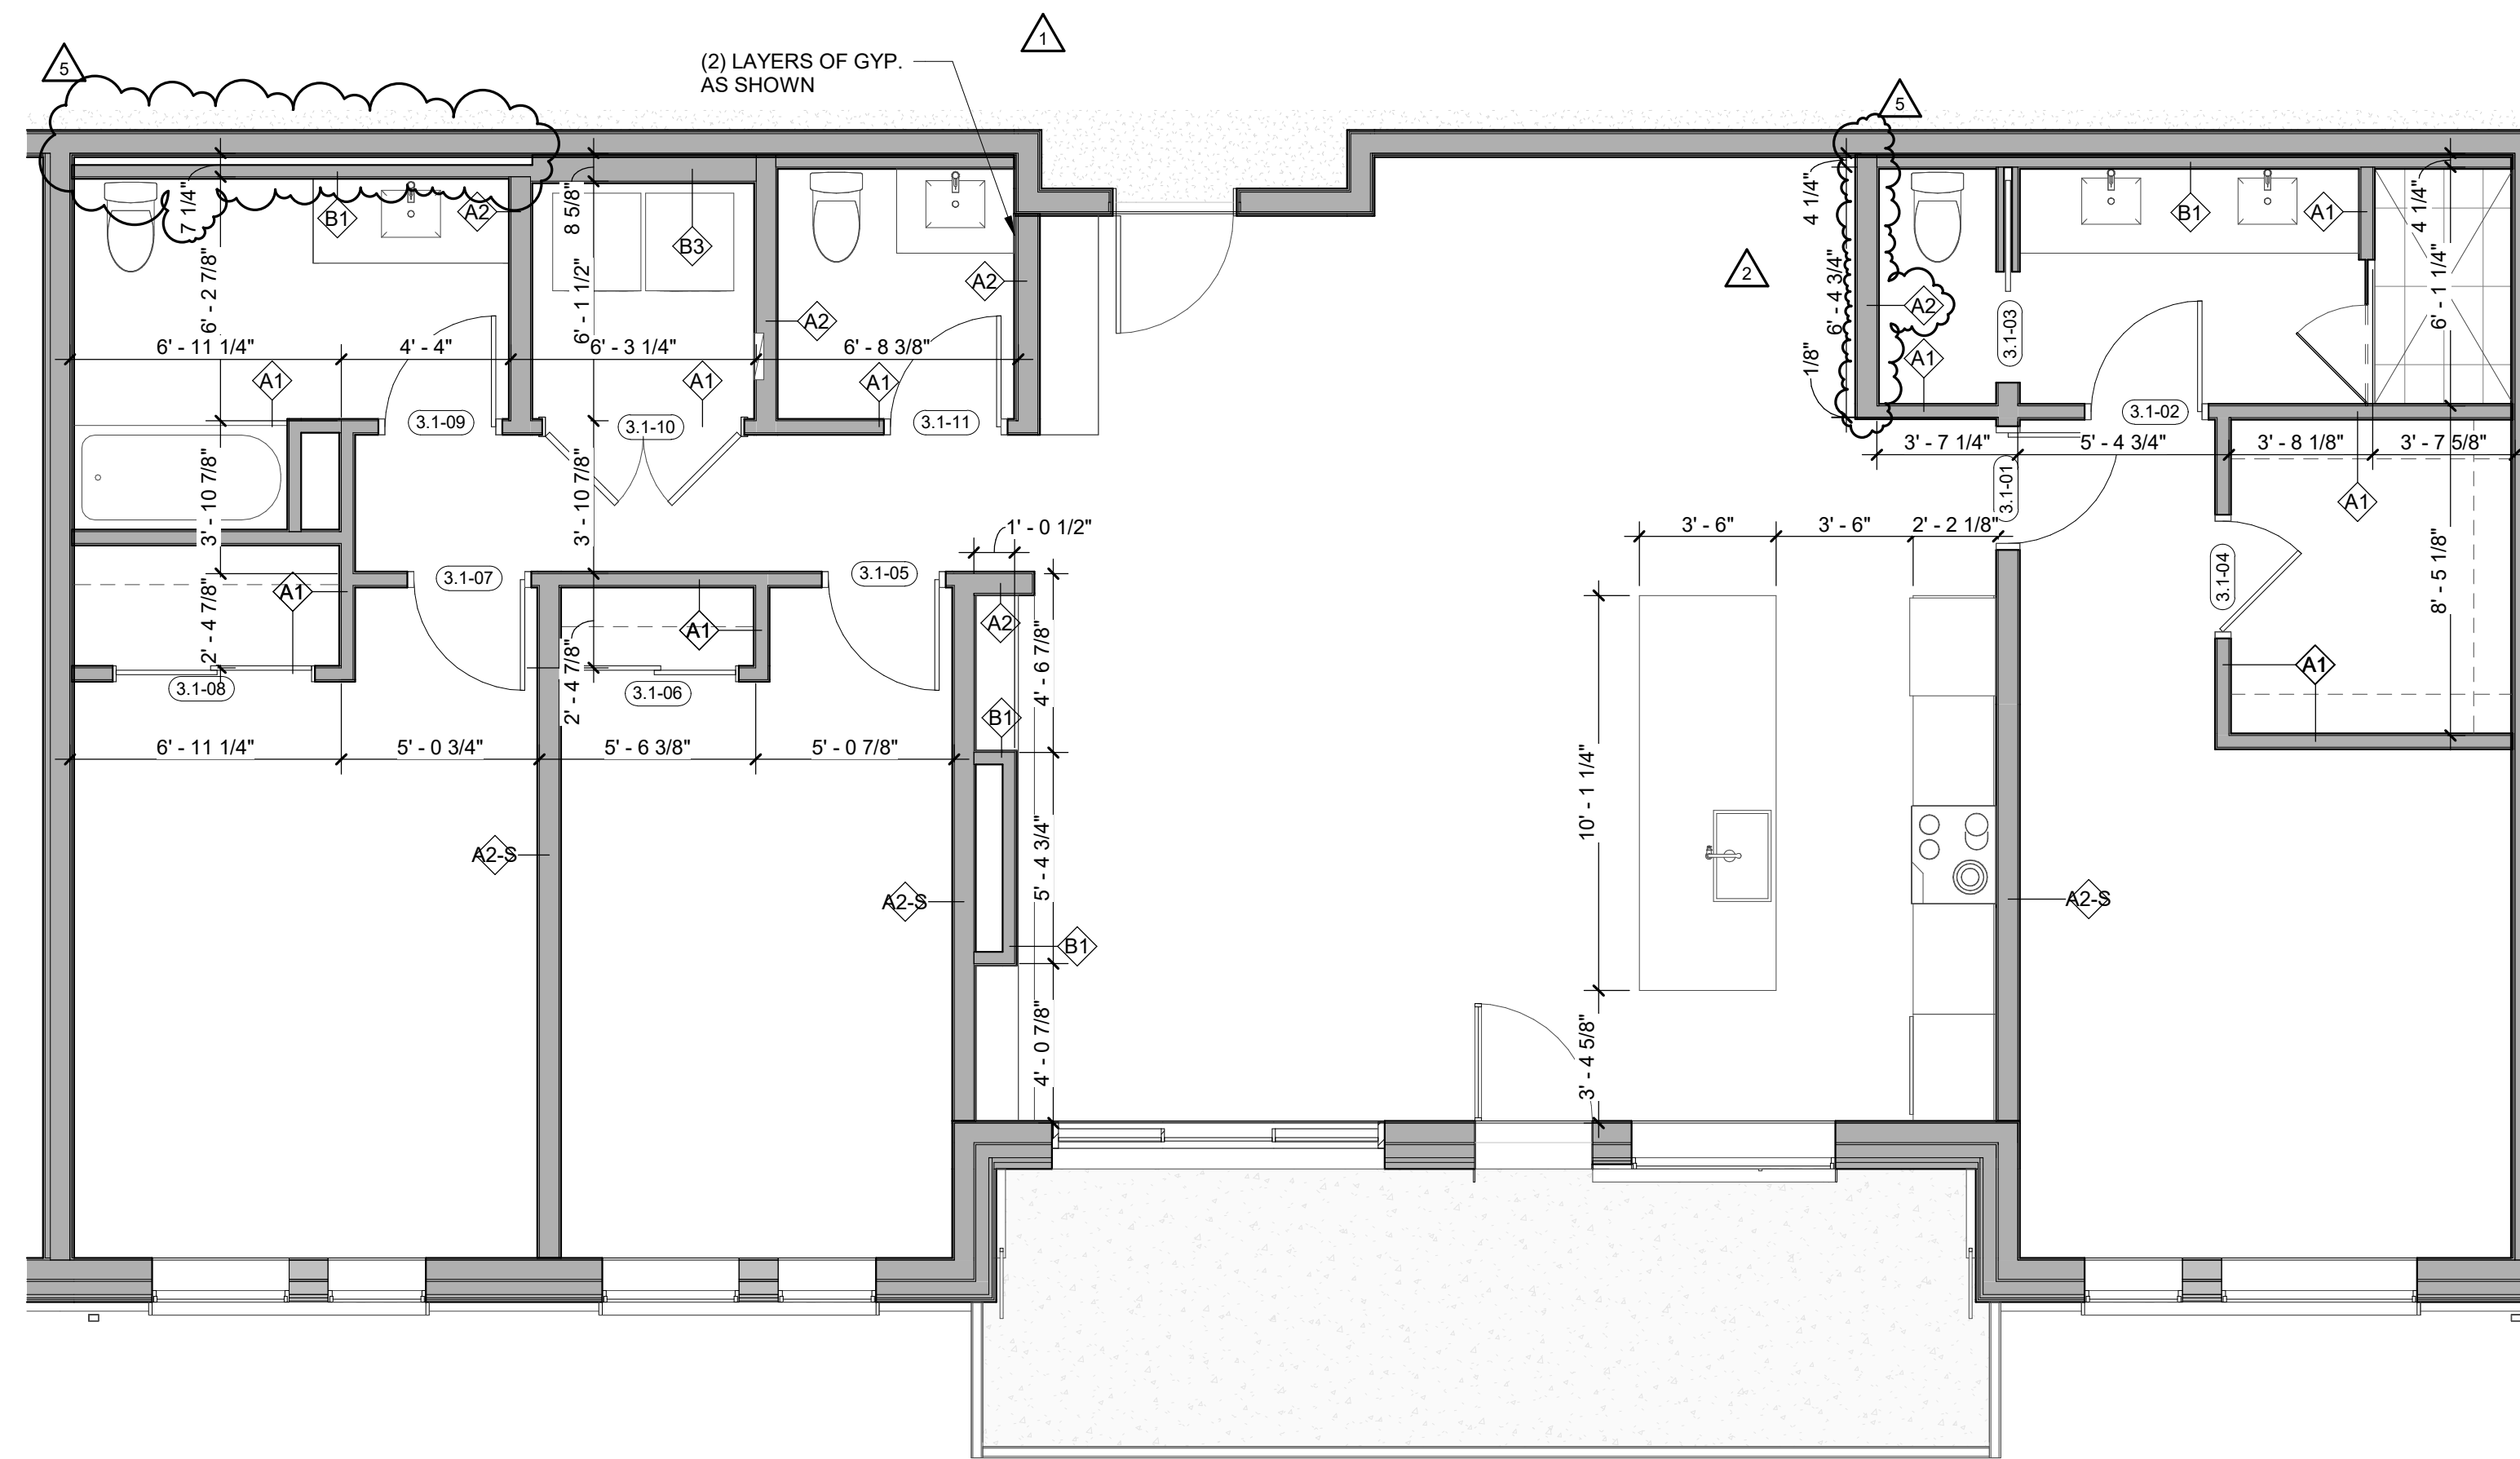 1
5
(2) LAYERS OF GYP.
AS SHOWN
5
7 1/4"
B1
A2
8 5/8"
B3
A2
4 1/4"
B1
A1
4 1/4"
6' - 2 7/8"
6' - 1 1/2"
A2
2
6' - 4 3/4"
A2
3.1-03
6' - 1 1/4"
6' - 11 1/4"
4' - 4"
6' - 3 1/4"
6' - 8 3/8"
1/8"
A1
A1
A1
A1
3.1-09
3.1-10
3.1-11
3.1-02
3' - 7 1/4"
5' - 4 3/4"
3' - 8 1/8"
3' - 7 5/8"
3' - 10 7/8"
3' - 10 7/8"
3.1-01
A1
1' - 0 1/2"
3' - 6"
3' - 6"
2' - 2 1/8"
3.1-07
3.1-05
3.1-04
8' - 5 1/8"
A1
2' - 4 7/8"
A1
A2
4' - 6 7/8"
A1
3.1-08
3.1-06
2' - 4 7/8"
B1
6' - 11 1/4"
5' - 0 3/4"
5' - 6 3/8"
5' - 0 7/8"
10' - 1 1/4"
A2-S
5' - 4 3/4"
A2-S
A2-S
B1
4' - 0 7/8"
3' - 4 5/8"